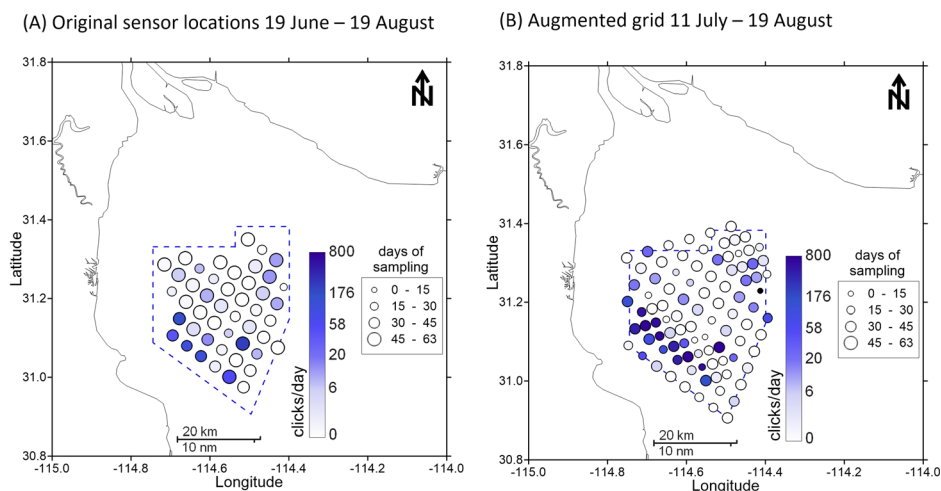 (A) Original sensor locations 19 June – 19 August
31.8
31.6
31.4
31.2
31.0
30.8
Latitude
-115.0
-114.8
-114.6
-114.4
-114.2
-114.0
Longitude
N
20 km
10 nm
clicks/day
800
176
58
20
6
0
days of
sampling
0 - 15
15 - 30
30 - 45
45 - 63
(B) Augmented grid 11 July – 19 August
31.8
31.6
31.4
31.2
31.0
30.8
Latitude
-115.0
-114.8
-114.6
-114.4
-114.2
-114.0
Longitude
N
20 km
10 nm
clicks/day
800
176
58
20
6
0
days of
sampling
0 - 15
15 - 30
30 - 45
45 - 63